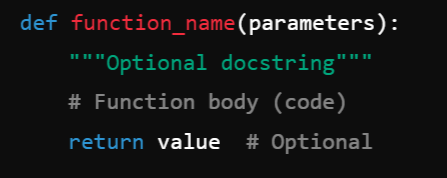 def function_name(parameters):
    """Optional docstring"""
    # Function body (code)
    return value  # Optional